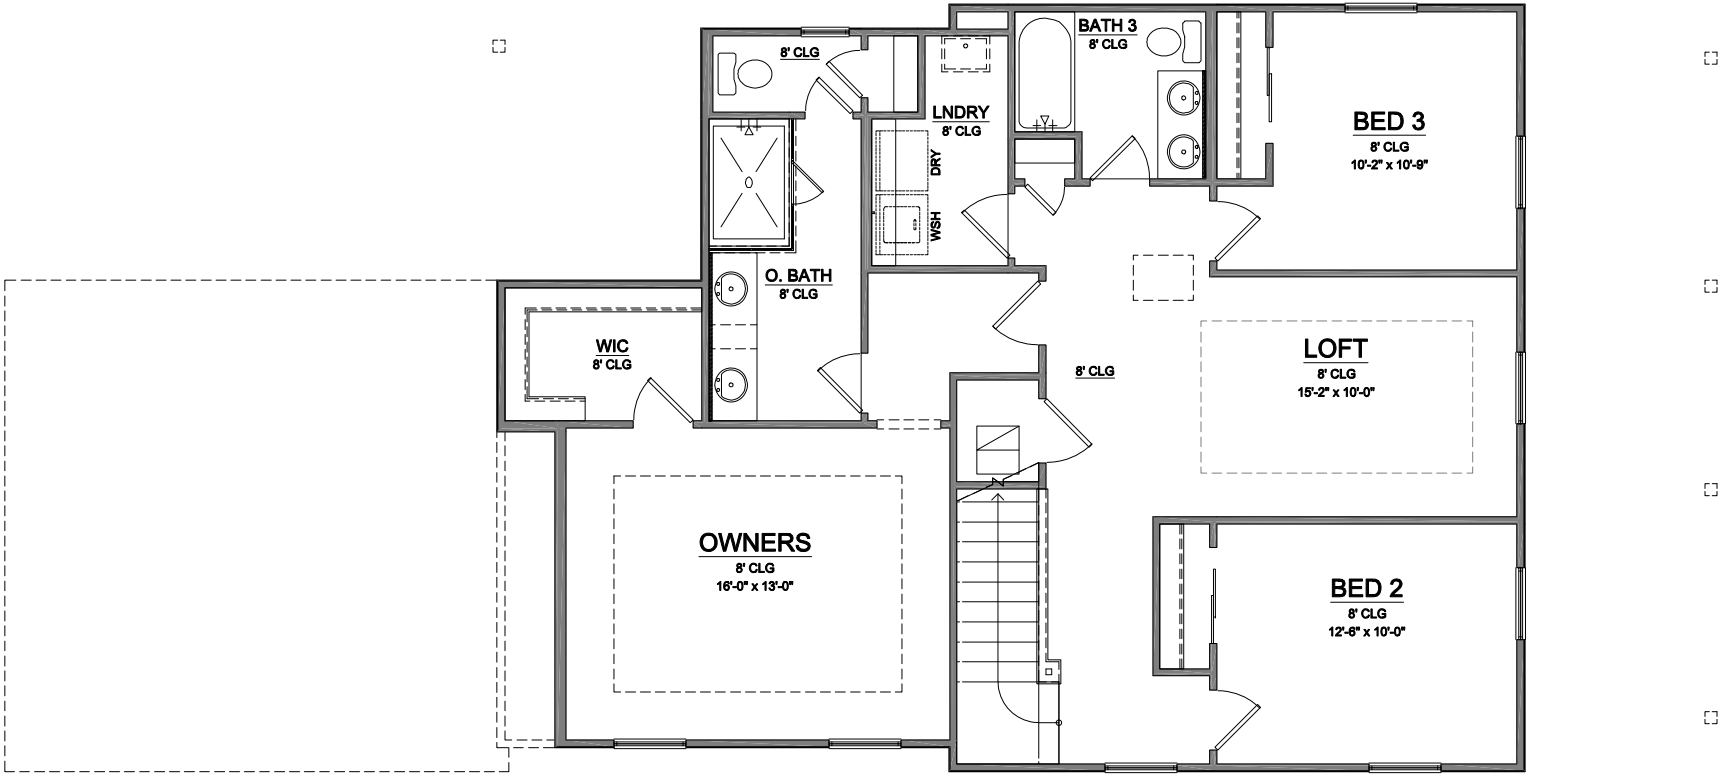 8' CLG
BATH 3
8' CLG
LNDRY
8' CLG
DRY
WSH
BED 3
8' CLG
10'-2" x 10'-9"
O. BATH
8' CLG
WIC
8' CLG
8' CLG
LOFT
8' CLG
15'-2" x 10'-0"
OWNERS
8' CLG
16'-0" x 13'-0"
BED 2
8' CLG
12'-6" x 10'-0"